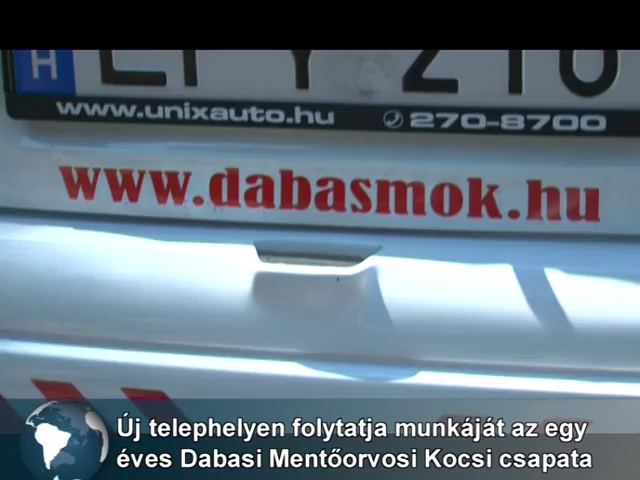 H
www.unixauto.hu 270-8700
www.dabasmok.hu
Új telephelyen folytatja munkáját az egy
éves Dabasi Mentőorvosi Kocsi csapata